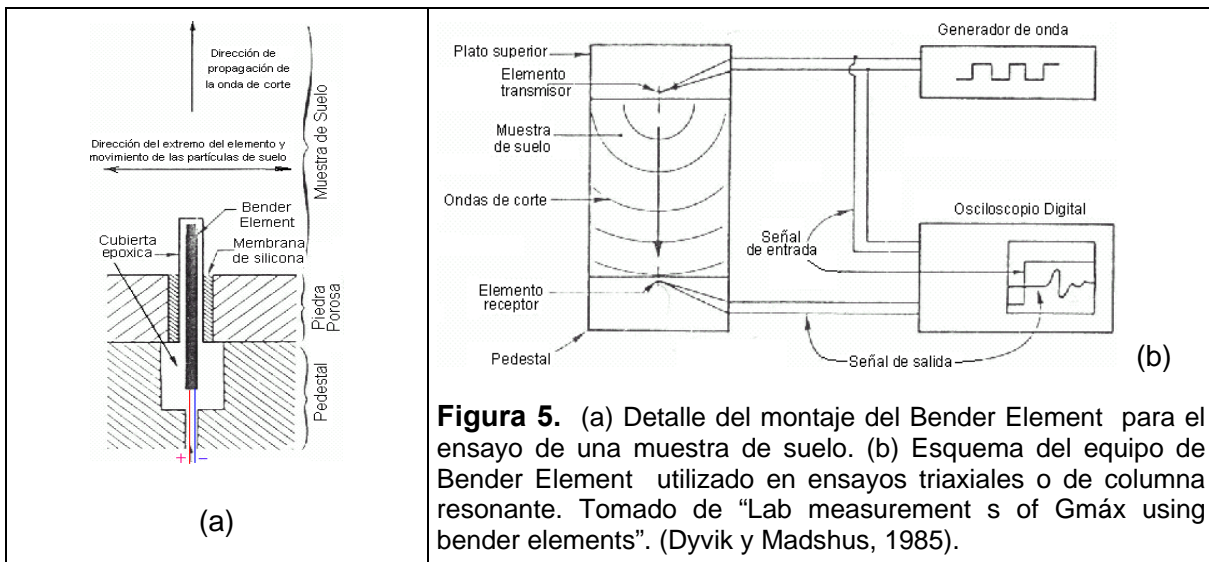 Dirección de
propagación de
la onda de corte
Dirección del extremo del elemento y
movimiento de las partículas de suelo
Muestra de Suelo
Bender
Element
Cubierta
epoxica
Membrana
de silicona
Piedra
Porosa
Pedestal
+ −
(a)
Generador de onda
Plato superior
Elemento
transmisor
Muestra
de suelo
Ondas de corte
Osciloscopio Digital
Señal
de entrada
Elemento
receptor
Pedestal
Señal de salida
(b)
Figura 5. (a) Detalle del montaje del Bender Element para el
ensayo de una muestra de suelo. (b) Esquema del equipo de
Bender Element utilizado en ensayos triaxiales o de columna
resonante. Tomado de “Lab measurement s of Gmáx using
bender elements”. (Dyvik y Madshus, 1985).